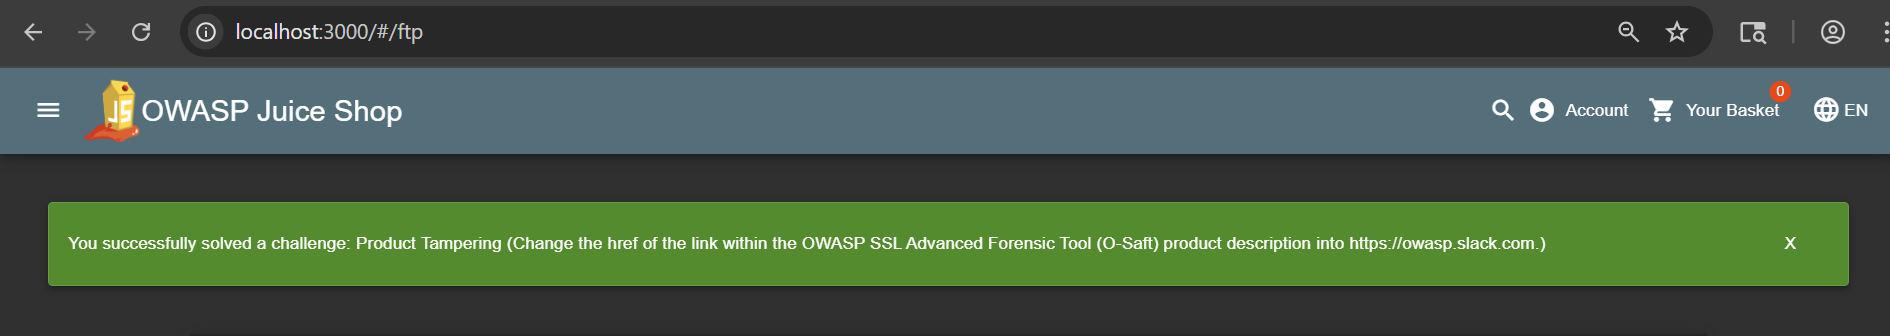 localhost:3000/#/ftp
JS
OWASP Juice Shop
Account
Your Basket
0
EN
You successfully solved a challenge: Product Tampering (Change the href of the link within the OWASP SSL Advanced Forensic Tool (O-Saft) product description into https://owasp.slack.com.)
X